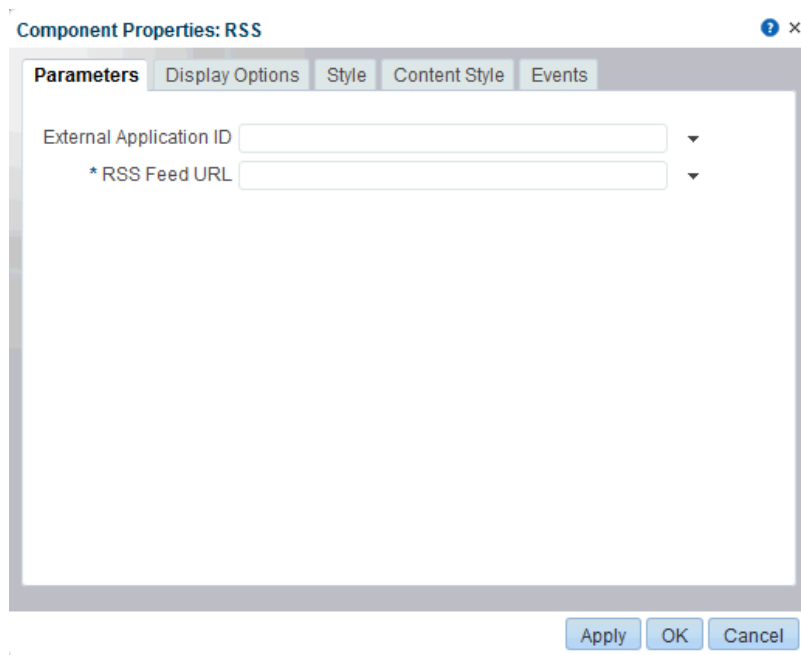 Component Properties: RSS
Parameters Display Options Style Content Style Events
External Application ID
* RSS Feed URL
Apply OK Cancel